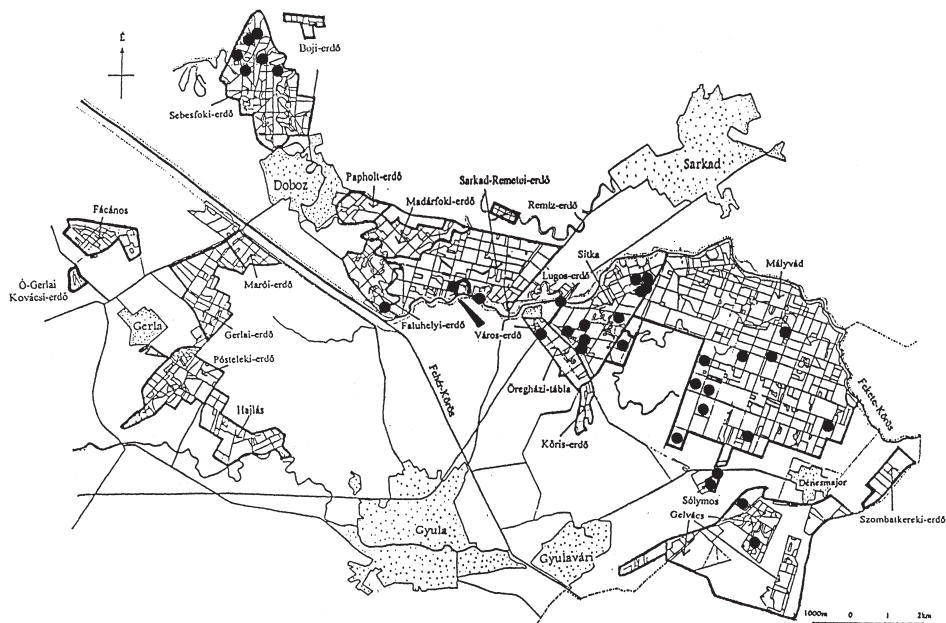 Boji-erdő
É
Sebesfoki-erdő
Sarkad
Doboz
Papholt-erdő
Sarkad-Remetei-erdő
Madárfoki-erdő
Remiz-erdő
Fácános
Sitka
Mályvád
Ó-Gerlai
Kovácsi-erdő
Marói-erdő
Lugos-erdő
Gerla
Gerlai-erdő
Faluhelyi-erdő
Város-erdő
Pósteleki-erdő
Öregházi-tábla
Fehér-Körös
Fekete-Körös
Hajlás
Kőris-erdő
Dénesmajor
Sólymos
Gelvács
Szombatkereki-erdő
Gyula
Gyulavári
1000m 0 1 2km